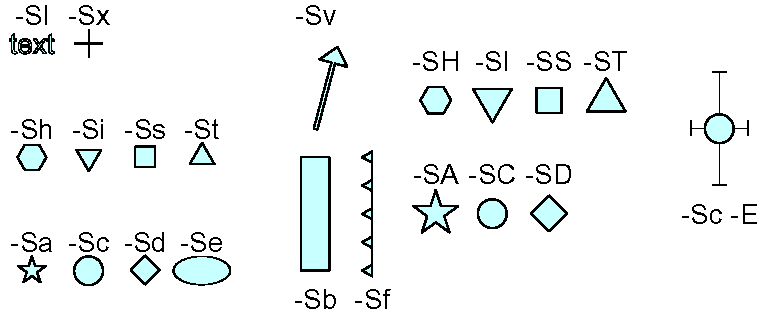 -Sl -Sx
text
-Sv
-SH -SI -SS -ST
-Sh -Si -Ss -St
-SA -SC -SD
-Sc -E
-Sa -Sc -Sd -Se
-Sb -Sf